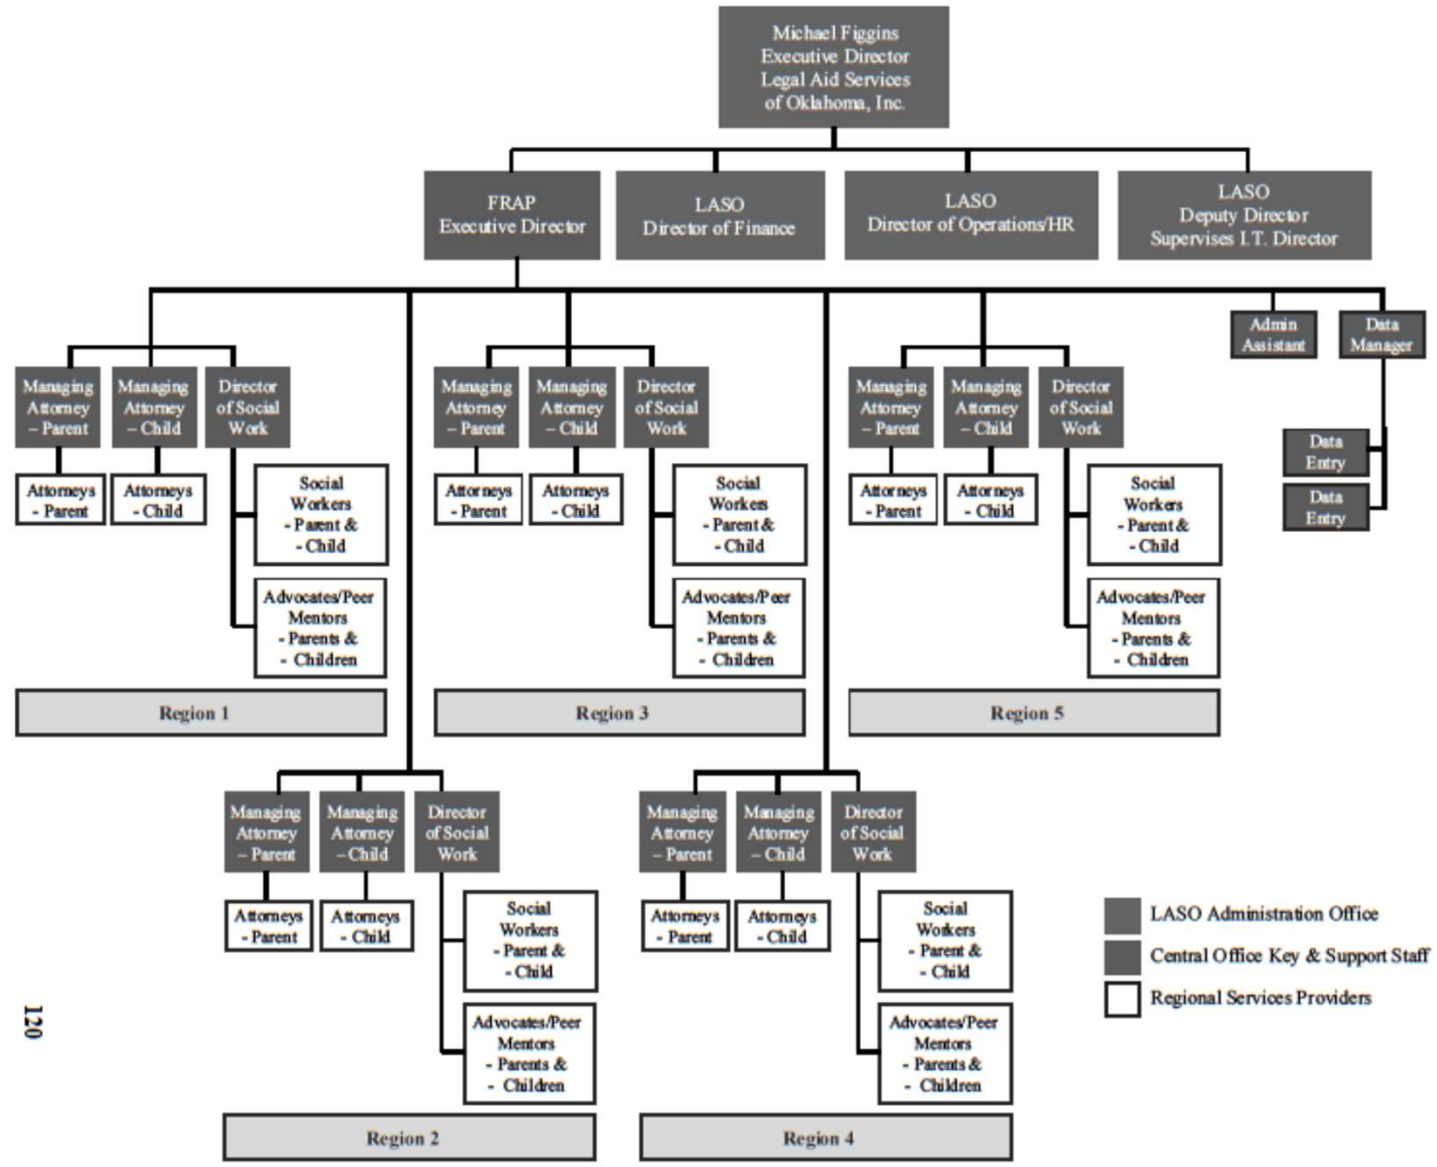 Michael Figgins
Executive Director
Legal Aid Services
of Oklahoma, Inc.
FRAP
Executive Director
LASO
Director of Finance
LASO
Director of Operations/HR
LASO
Deputy Director
Supervises I.T. Director
Admin
Assistant
Data
Manager
Data
Entry
Data
Entry
Managing
Attorney
– Parent
Managing
Attorney
– Child
Director
of Social
Work
Attorneys
- Parent
Attorneys
- Child
Social
Workers
- Parent &
- Child
Advocates/Peer
Mentors
- Parents &
- Children
Region 1
Managing
Attorney
– Parent
Managing
Attorney
– Child
Director
of Social
Work
Attorneys
- Parent
Attorneys
- Child
Social
Workers
- Parent &
- Child
Advocates/Peer
Mentors
- Parents &
- Children
Region 3
Managing
Attorney
– Parent
Managing
Attorney
– Child
Director
of Social
Work
Attorneys
- Parent
Attorneys
- Child
Social
Workers
- Parent &
- Child
Advocates/Peer
Mentors
- Parents &
- Children
Region 5
Managing
Attorney
– Parent
Managing
Attorney
– Child
Director
of Social
Work
Attorneys
- Parent
Attorneys
- Child
Social
Workers
- Parent &
- Child
Advocates/Peer
Mentors
- Parents &
- Children
Region 2
Managing
Attorney
– Parent
Managing
Attorney
– Child
Director
of Social
Work
Attorneys
- Parent
Attorneys
- Child
Social
Workers
- Parent &
- Child
Advocates/Peer
Mentors
- Parents &
- Children
Region 4
LASO Administration Office
Central Office Key & Support Staff
Regional Services Providers
120